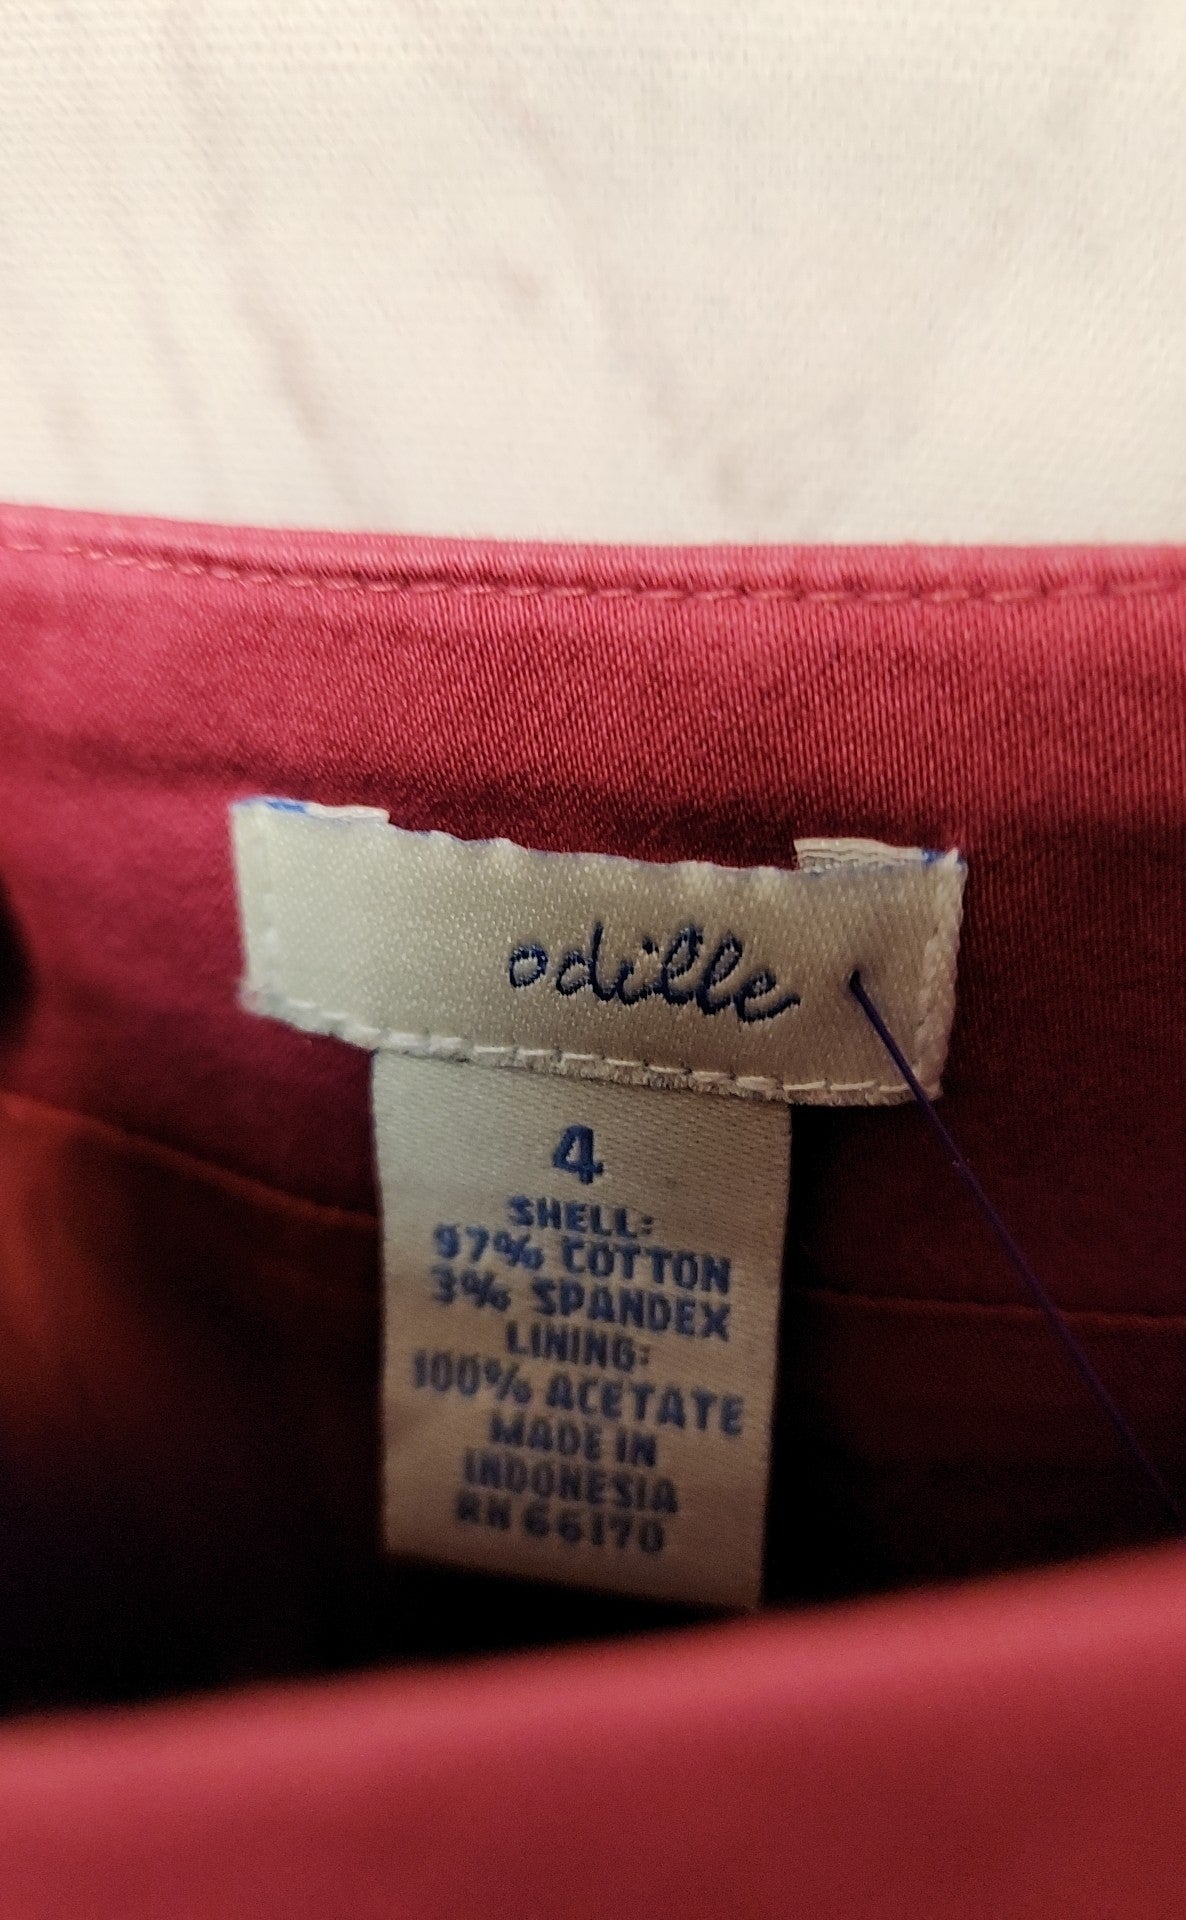 odille
4
SHELL:
97% COTTON
3% SPANDEX
LINING:
100% ACETATE
MADE IN
INDONESIA
RN 66170